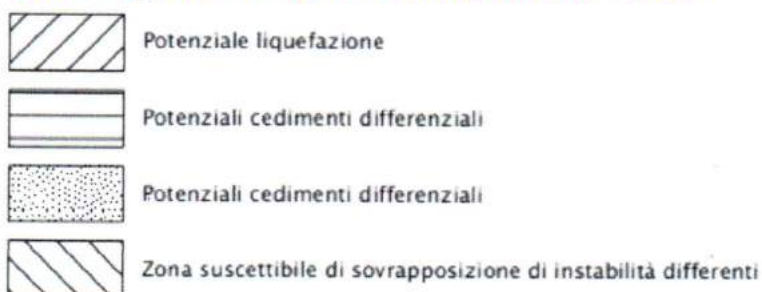 Potenziale liquefazione
Potenziali cedimenti differenziali
Potenziali cedimenti differenziali
Zona suscettibile di sovrapposizione di instabilità differenti